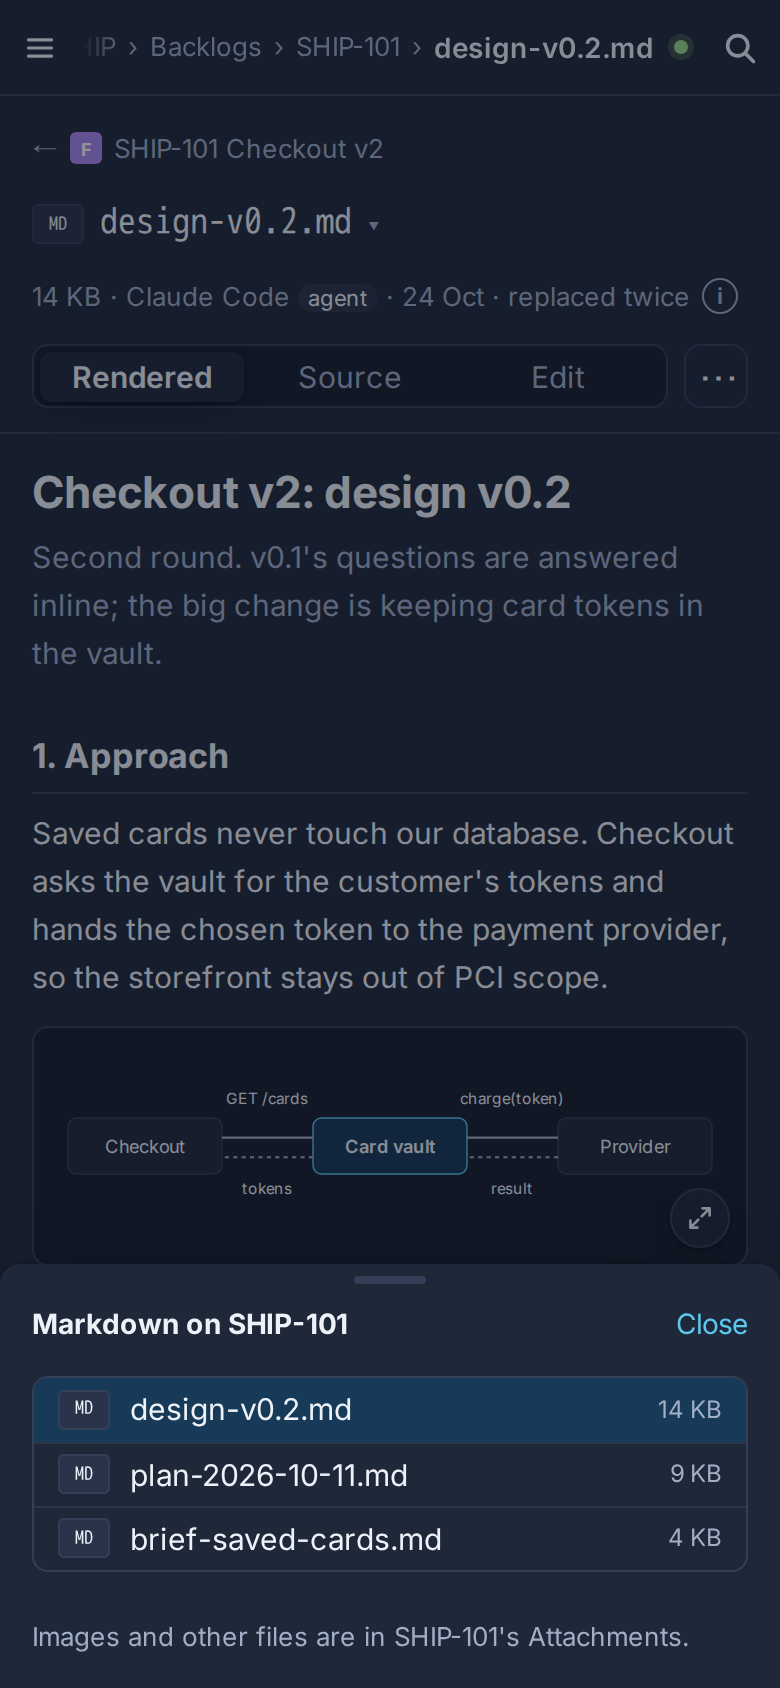 HIP › Backlogs › SHIP-101 › design-v0.2.md
← F SHIP-101 Checkout v2
MD design-v0.2.md ▾
14 KB · Claude Code agent · 24 Oct · replaced twice i
Rendered Source Edit ...
Checkout v2: design v0.2
Second round. v0.1's questions are answered
inline; the big change is keeping card tokens in
the vault.
1. Approach
Saved cards never touch our database. Checkout
asks the vault for the customer's tokens and
hands the chosen token to the payment provider,
so the storefront stays out of PCI scope.
GET /cards charge(token)
Checkout Card vault Provider
tokens result
Markdown on SHIP-101 Close
MD design-v0.2.md 14 KB
MD plan-2026-10-11.md 9 KB
MD brief-saved-cards.md 4 KB
Images and other files are in SHIP-101's Attachments.